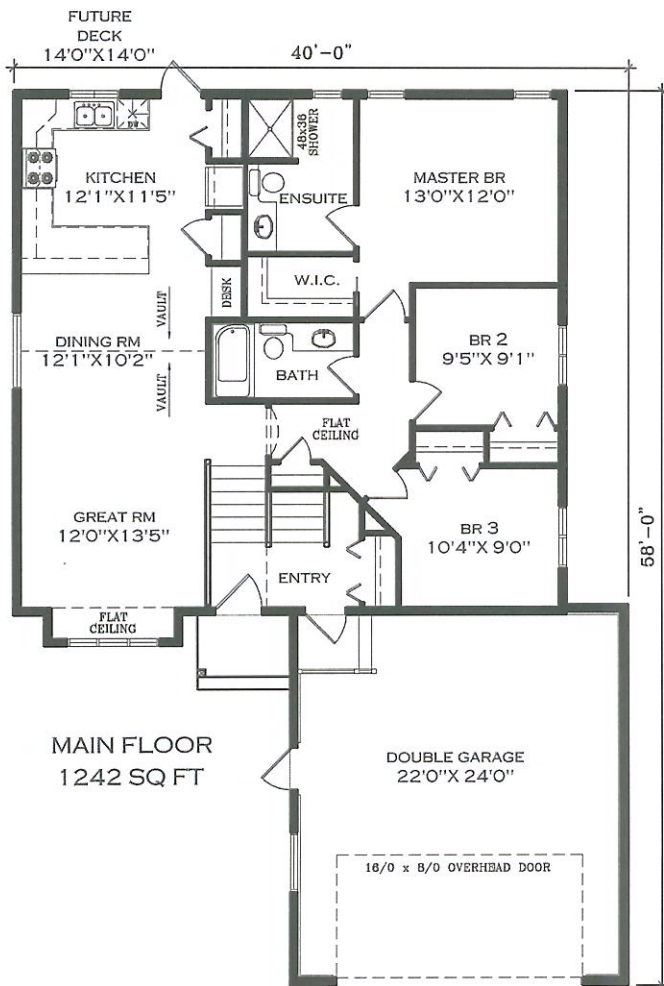 FUTURE
DECK
14'0"X14'0"
40'-0"
DW
48x36
SHOWER
KITCHEN
12'1"X11'5"
ENSUITE
MASTER BR
13'0"X12'0"
W.I.C.
DESK
VAULT
DINING RM
12'1"X10'2"
VAULT
BATH
BR 2
9'5"X 9'1"
FLAT
CEILING
GREAT RM
12'0"X13'5"
BR 3
10'4"X 9'0"
58'-0"
ENTRY
FLAT
CEILING
MAIN FLOOR
1242 SQ FT
DOUBLE GARAGE
22'0"X 24'0"
16/0 x 8/0 OVERHEAD DOOR